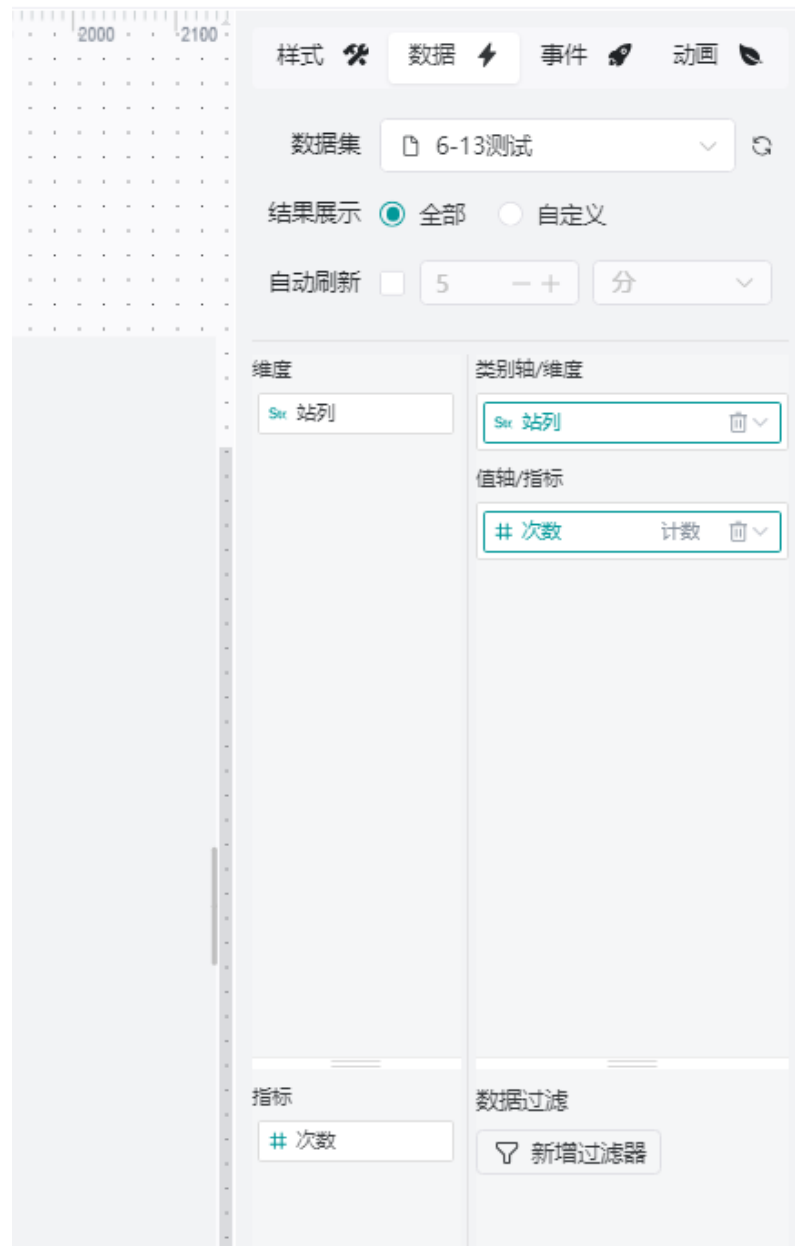 2000 2100
样式 数据 事件 动画
数据集 6-13测试
结果展示 全部 自定义
自动刷新 5 分
维度 类别轴/维度
Str 站列 Str 站列
值轴/指标
# 次数 计数
指标 数据过滤
# 次数 新增过滤器